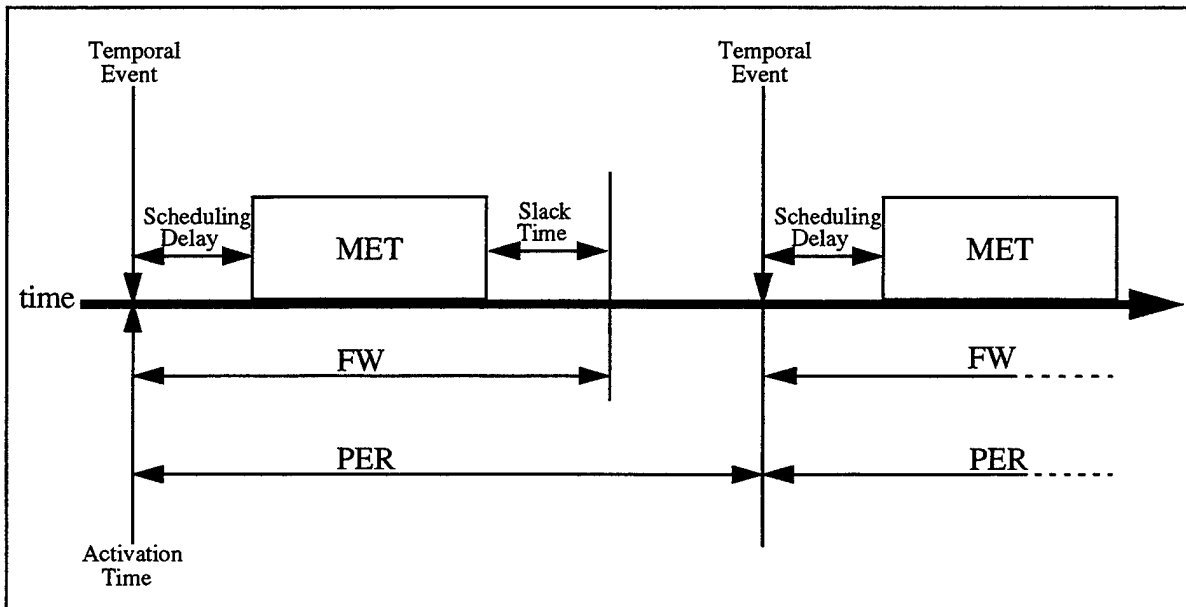 Temporal
Event
Temporal
Event
Scheduling
Delay
MET
Slack
Time
Scheduling
Delay
MET
time
FW
FW
PER
PER
Activation
Time